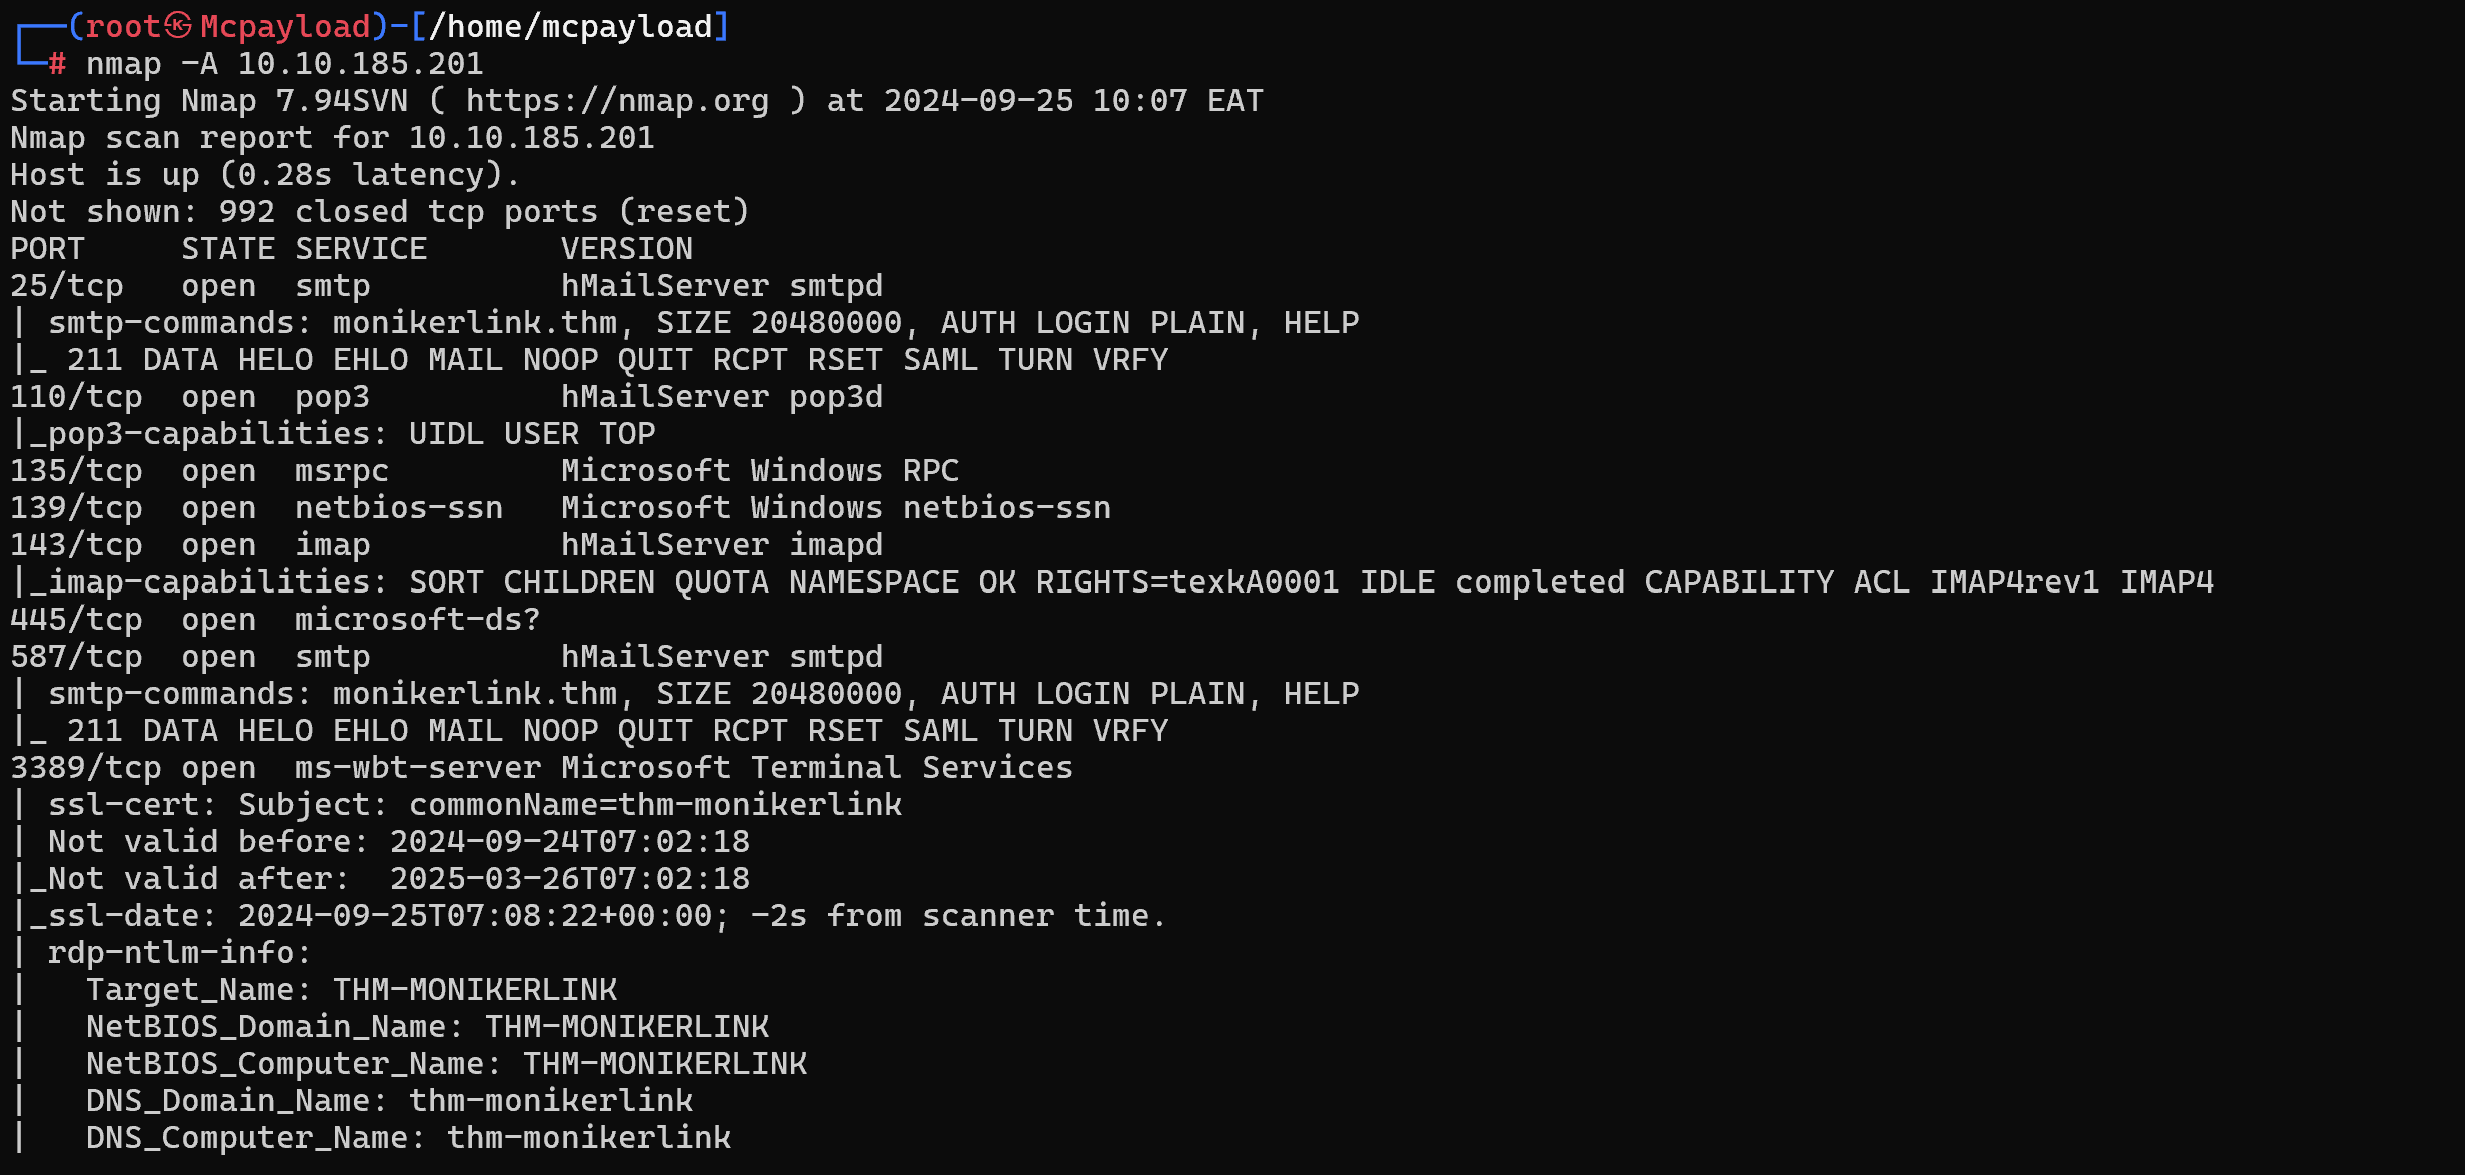 ┌──(root㉿Mcpayload)-[/home/mcpayload]
└─# nmap -A 10.10.185.201
Starting Nmap 7.94SVN ( https://nmap.org ) at 2024-09-25 10:07 EAT
Nmap scan report for 10.10.185.201
Host is up (0.28s latency).
Not shown: 992 closed tcp ports (reset)
PORT     STATE SERVICE       VERSION
25/tcp   open  smtp          hMailServer smtpd
| smtp-commands: monikerlink.thm, SIZE 20480000, AUTH LOGIN PLAIN, HELP
|_ 211 DATA HELO EHLO MAIL NOOP QUIT RCPT RSET SAML TURN VRFY
110/tcp  open  pop3          hMailServer pop3d
|_pop3-capabilities: UIDL USER TOP
135/tcp  open  msrpc         Microsoft Windows RPC
139/tcp  open  netbios-ssn   Microsoft Windows netbios-ssn
143/tcp  open  imap          hMailServer imapd
|_imap-capabilities: SORT CHILDREN QUOTA NAMESPACE OK RIGHTS=texkA0001 IDLE completed CAPABILITY ACL IMAP4rev1 IMAP4
445/tcp  open  microsoft-ds?
587/tcp  open  smtp          hMailServer smtpd
| smtp-commands: monikerlink.thm, SIZE 20480000, AUTH LOGIN PLAIN, HELP
|_ 211 DATA HELO EHLO MAIL NOOP QUIT RCPT RSET SAML TURN VRFY
3389/tcp open  ms-wbt-server Microsoft Terminal Services
| ssl-cert: Subject: commonName=thm-monikerlink
| Not valid before: 2024-09-24T07:02:18
|_Not valid after:  2025-03-26T07:02:18
|_ssl-date: 2024-09-25T07:08:22+00:00; -2s from scanner time.
| rdp-ntlm-info:
|   Target_Name: THM-MONIKERLINK
|   NetBIOS_Domain_Name: THM-MONIKERLINK
|   NetBIOS_Computer_Name: THM-MONIKERLINK
|   DNS_Domain_Name: thm-monikerlink
|   DNS_Computer_Name: thm-monikerlink